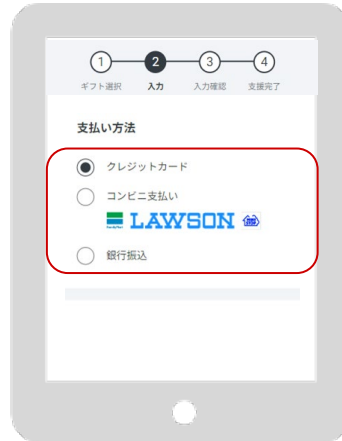 1 2 3 4
ギフト選択 入力 入力確認 支援完了
支払い方法
クレジットカード
コンビニ支払い
FamilyMart LAWSON
銀行振込